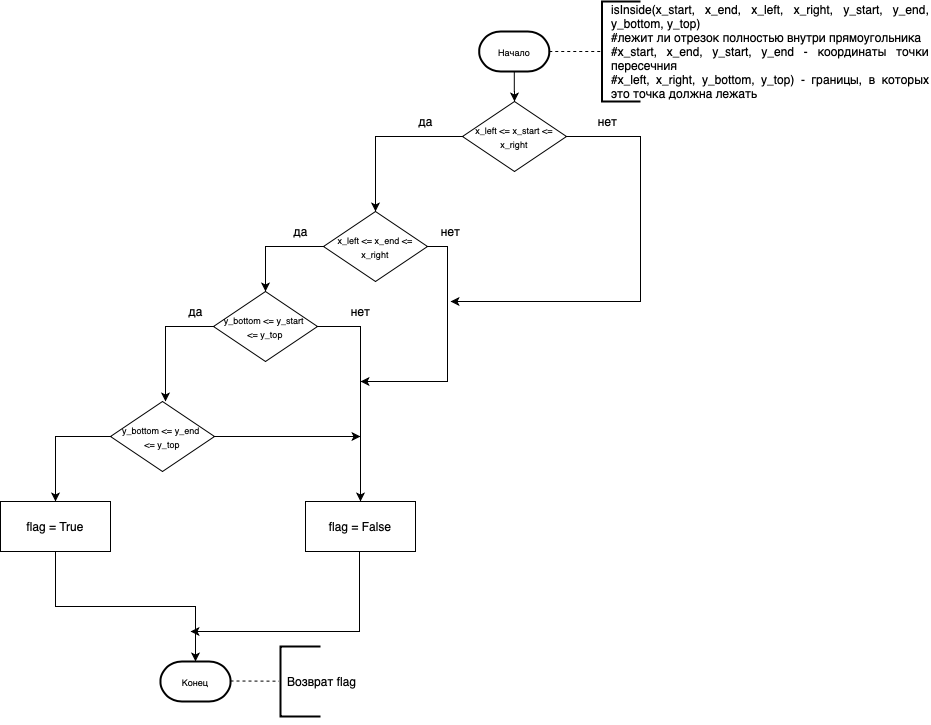 isInside(x_start, x_end, x_left, x_right, y_start, y_end,
y_bottom, y_top)
#лежит ли отрезок полностью внутри прямоугольника
#x_start, x_end, y_start, y_end - координаты точки
пересечния
#x_left, x_right, y_bottom, y_top) - границы, в которых
это точка должна лежать
Начало
да
x_left <= x_start <=
x_right
нет
да
x_left <= x_end <=
x_right
нет
да
y_bottom <= y_start
<= y_top
нет
y_bottom <= y_end
<= y_top
flag = True
flag = False
Конец
Возврат flag